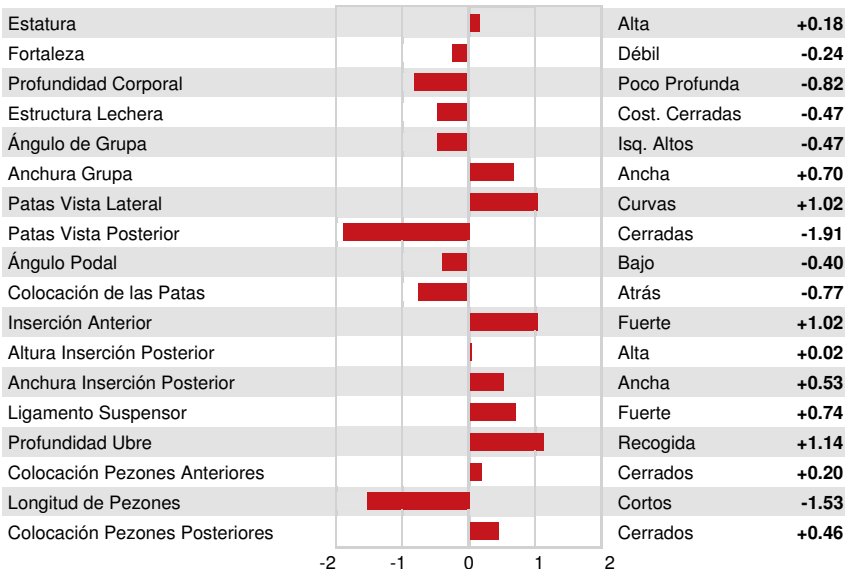 Estatura Alta +0.18
Fortaleza Débil -0.24
Profundidad Corporal Poco Profunda -0.82
Estructura Lechera Cost. Cerradas -0.47
Ángulo de Grupa Isq. Altos -0.47
Anchura Grupa Ancha +0.70
Patas Vista Lateral Curvas +1.02
Patas Vista Posterior Cerradas -1.91
Ángulo Podal Bajo -0.40
Colocación de las Patas Atrás -0.77
Inserción Anterior Fuerte +1.02
Altura Inserción Posterior Alta +0.02
Anchura Inserción Posterior Ancha +0.53
Ligamento Suspensor Fuerte +0.74
Profundidad Ubre Recogida +1.14
Colocación Pezones Anteriores Cerrados +0.20
Longitud de Pezones Cortos -1.53
Colocación Pezones Posteriores Cerrados +0.46
-2 -1 0 1 2